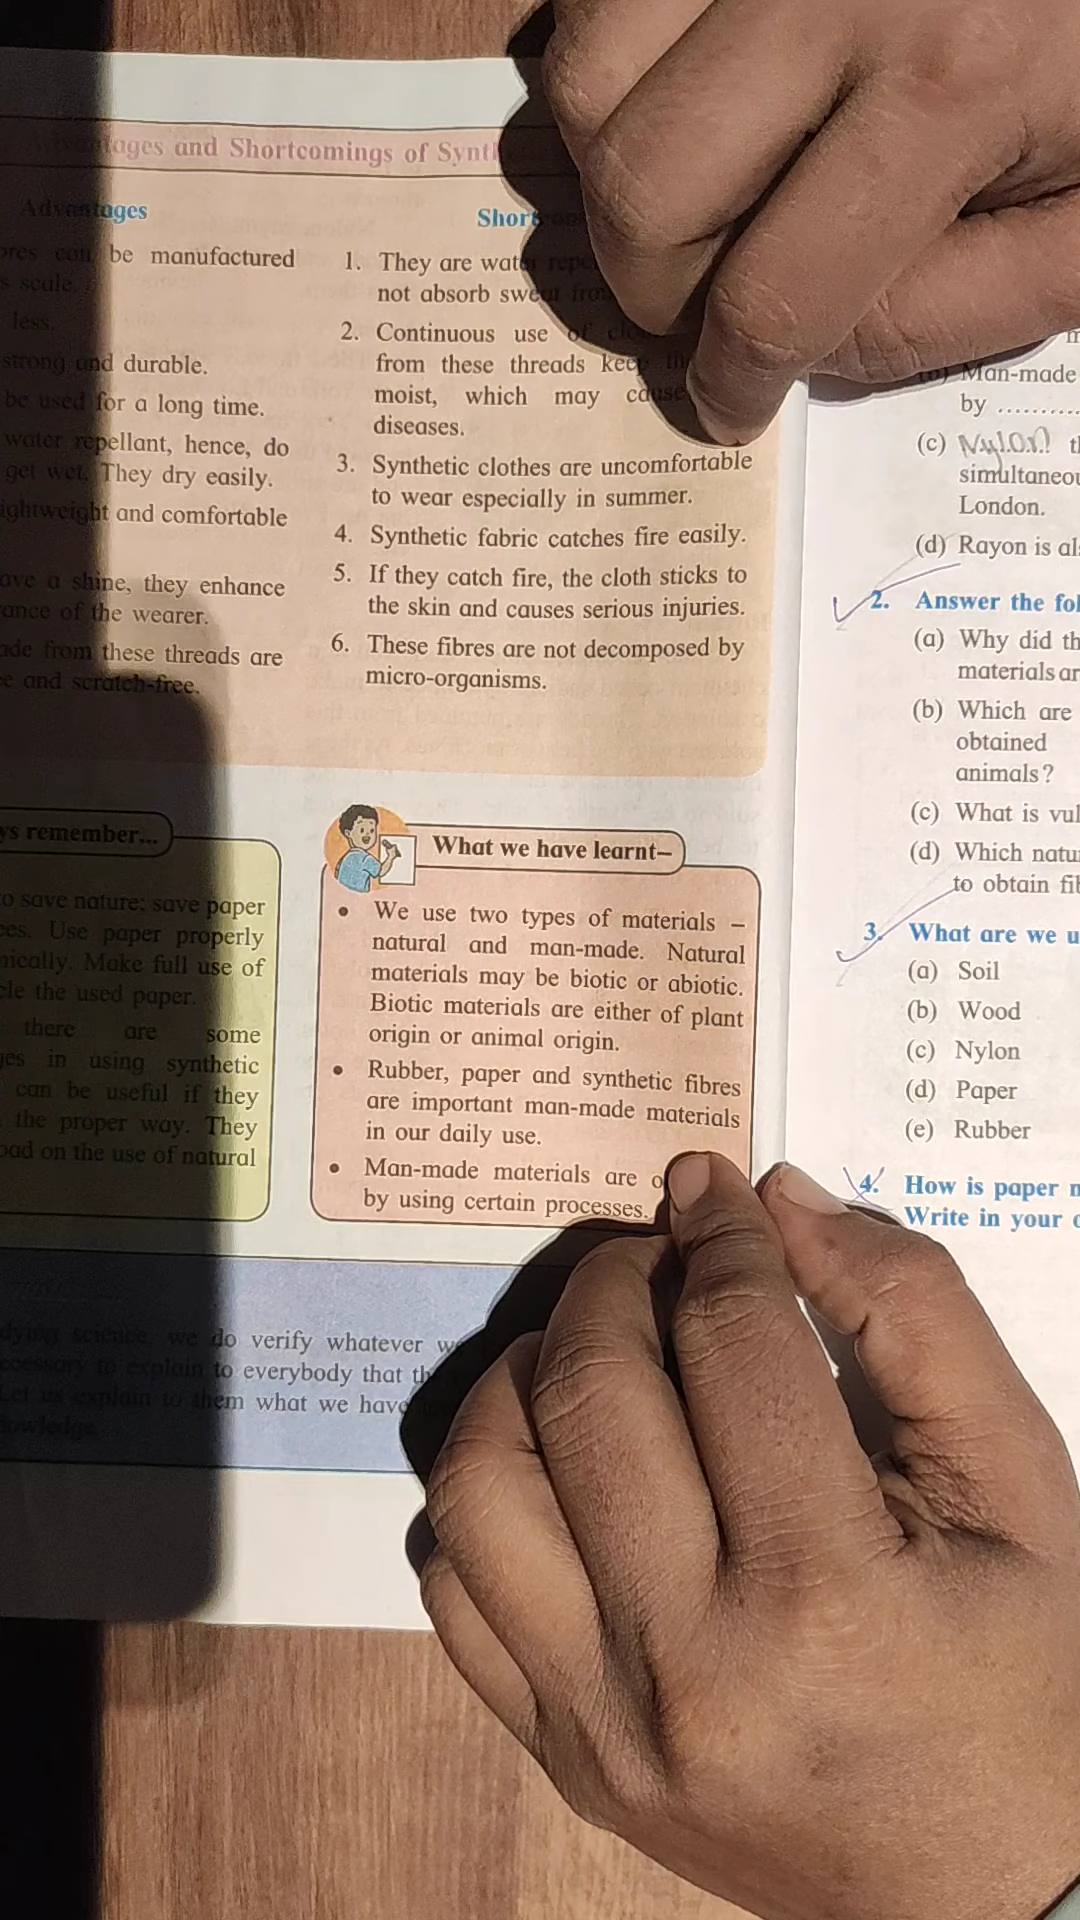 Advantages and Shortcomings of Synth
Advantages
res can be manufactured
s scale.
less.
strong and durable.
be used for a long time.
water repellant, hence, do
get wet. They dry easily.
ightweight and comfortable
ave a shine, they enhance
ance of the wearer.
ade from these threads are
e and scratch-free.
Short
1. They are water repe
not absorb sweat from
2. Continuous use of clo
from these threads keep
moist, which may cause
diseases.
3. Synthetic clothes are uncomfortable
to wear especially in summer.
4. Synthetic fabric catches fire easily.
5. If they catch fire, the cloth sticks to
the skin and causes serious injuries.
6. These fibres are not decomposed by
micro-organisms.
ys remember...
to save nature; save paper
es. Use paper properly
mically. Make full use of
cle the used paper.
there are some
ges in using synthetic
can be useful if they
the proper way. They
oad on the use of natural
What we have learnt–
• We use two types of materials –
natural and man-made. Natural
materials may be biotic or abiotic.
Biotic materials are either of plant
origin or animal origin.
• Rubber, paper and synthetic fibres
are important man-made materials
in our daily use.
• Man-made materials are o
by using certain processes.
dying science, we do verify whatever w
ecessary to explain to everybody that th
Let us explain to them what we have
owledge.
(b) Man-made
by ..........
(c) Nylon th
simultaneou
London.
(d) Rayon is als
2. Answer the fol
(a) Why did th
materials ar
(b) Which are
obtained
animals?
(c) What is vul
(d) Which natu
to obtain fib
3. What are we u
(a) Soil
(b) Wood
(c) Nylon
(d) Paper
(e) Rubber
4. How is paper m
Write in your o